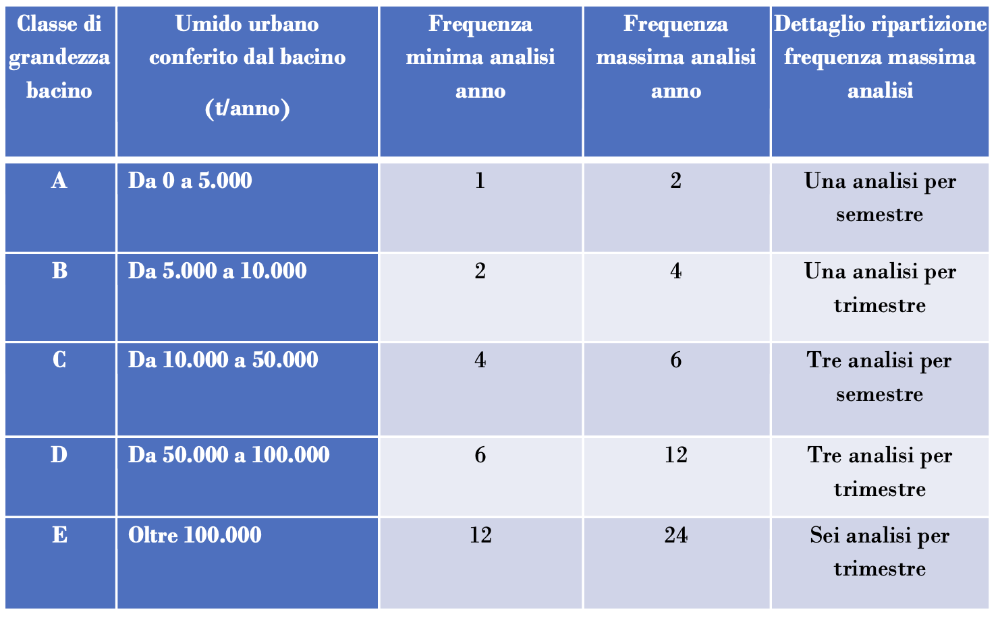 Classe di
grandezza
bacino
Umido urbano
conferito dal bacino
(t/anno)
Frequenza
minima analisi
anno
Frequenza
massima analisi
anno
Dettaglio ripartizione
frequenza massima
analisi
A
Da 0 a 5.000
1
2
Una analisi per
semestre
B
Da 5.000 a 10.000
2
4
Una analisi per
trimestre
C
Da 10.000 a 50.000
4
6
Tre analisi per
semestre
D
Da 50.000 a 100.000
6
12
Tre analisi per
trimestre
E
Oltre 100.000
12
24
Sei analisi per
trimestre